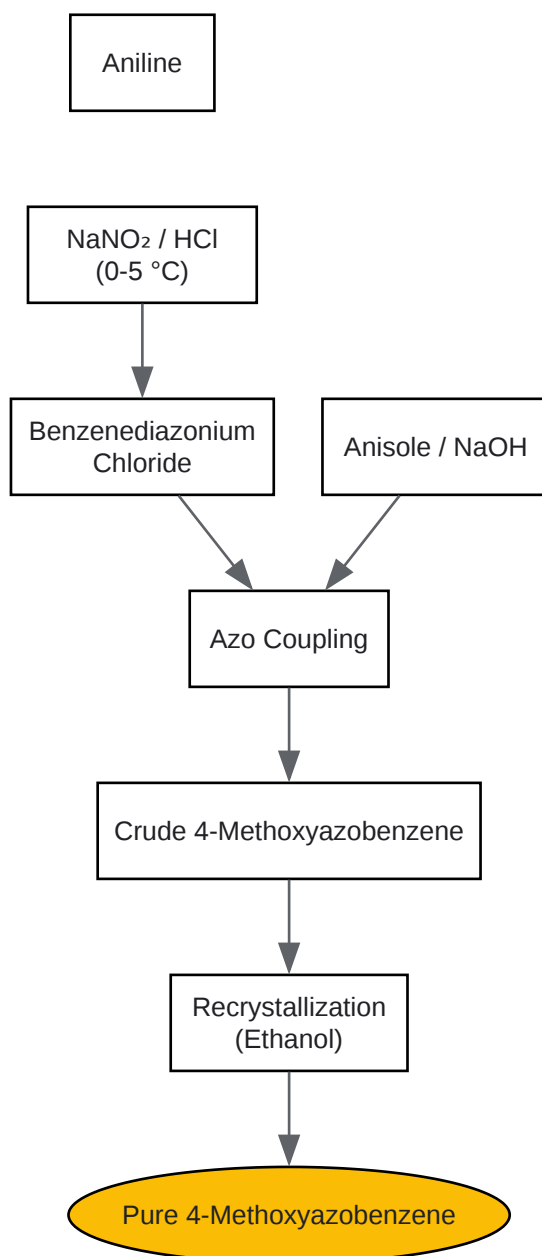 Aniline
NaNO₂ / HCl
(0-5 °C)
Benzenediazonium
Chloride
Anisole / NaOH
Azo Coupling
Crude 4-Methoxyazobenzene
Recrystallization
(Ethanol)
Pure 4-Methoxyazobenzene